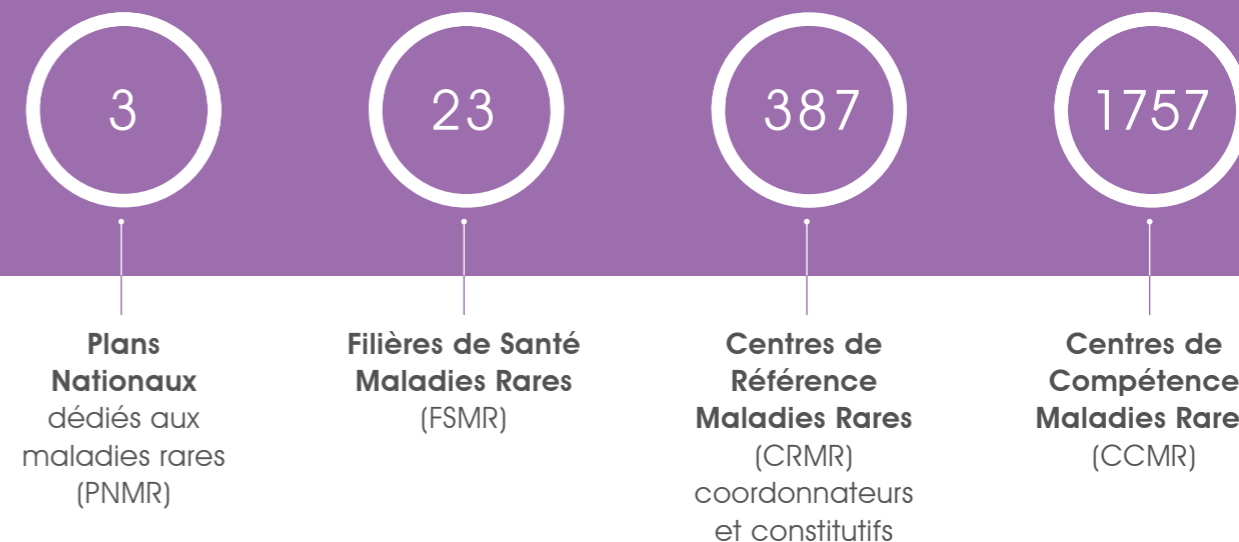 3
23
387
1757
Plans
Nationaux
dédiés aux
maladies rares
(PNMR)
Filières de Santé
Maladies Rares
(FSMR)
Centres de
Référence
Maladies Rares
(CRMR)
coordonnateurs
et constitutifs
Centres de
Compétence
Maladies Rare
(CCMR)